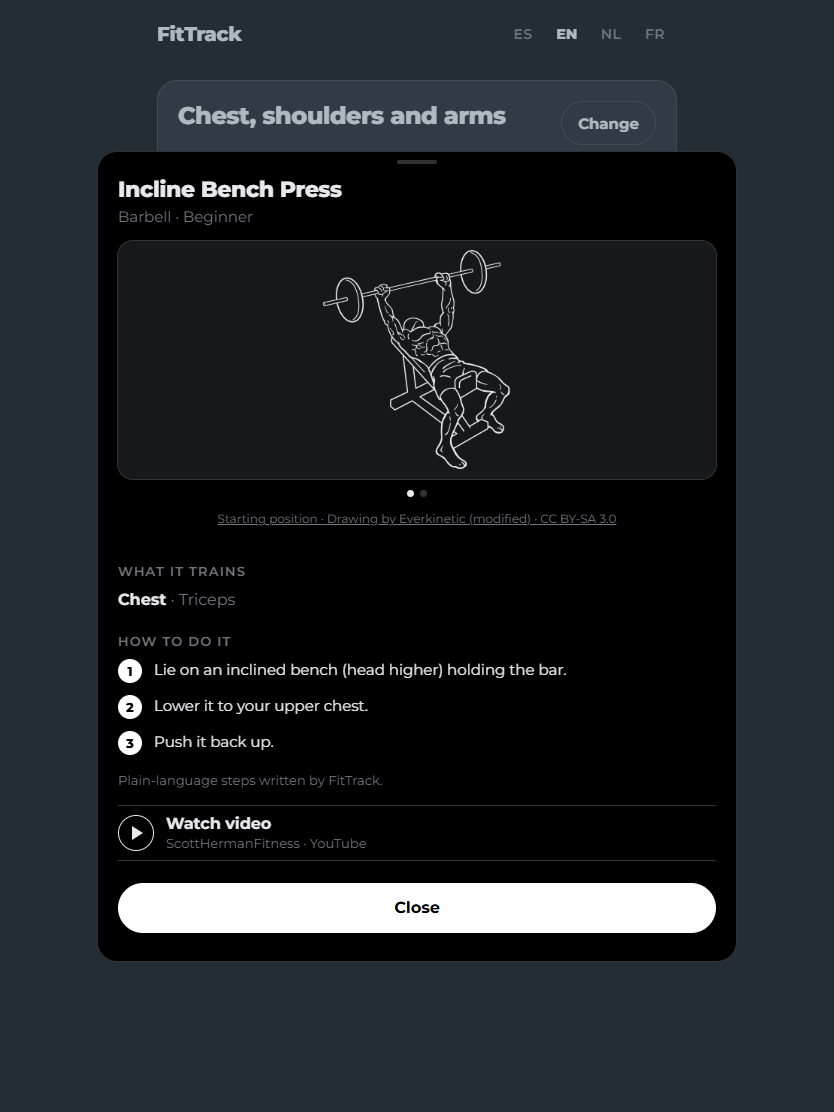 FitTrack
ES EN NL FR
Chest, shoulders and arms
Change
Incline Bench Press
Barbell · Beginner
Starting position · Drawing by Everkinetic (modified) · CC BY-SA 3.0
WHAT IT TRAINS
Chest · Triceps
HOW TO DO IT
1 Lie on an inclined bench (head higher) holding the bar.
2 Lower it to your upper chest.
3 Push it back up.
Plain-language steps written by FitTrack.
Watch video
ScottHermanFitness · YouTube
Close